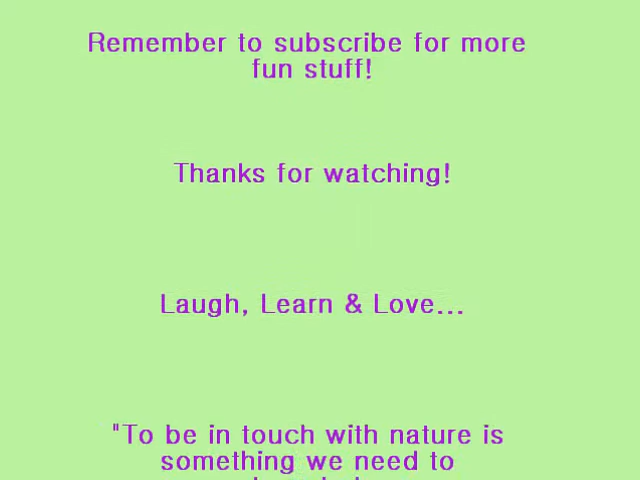 Remember to subscribe for more
fun stuff!
Thanks for watching!
Laugh, Learn & Love...
"To be in touch with nature is
something we need to